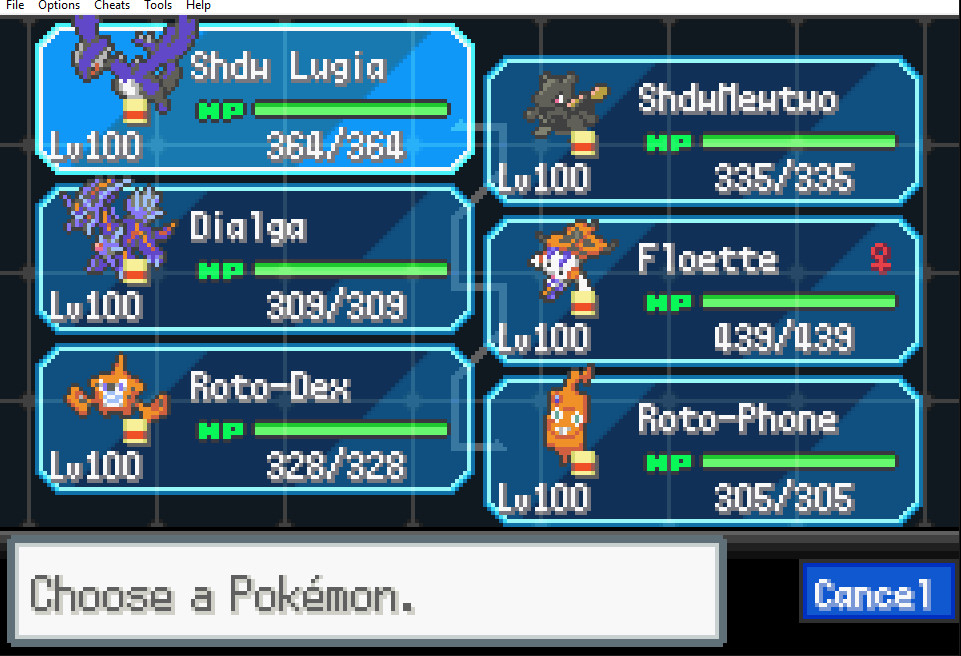 File Options Cheats Tools Help
Shdw Lugia
HP
Lv100 364/364
ShdwMewtwo
HP
Lv100 335/335
Dialga
HP
Lv100 309/309
Floette ♀
HP
Lv100 439/439
Roto-Dex
HP
Lv100 328/328
Roto-Phone
HP
Lv100 305/305
Choose a Pokémon.
Cancel